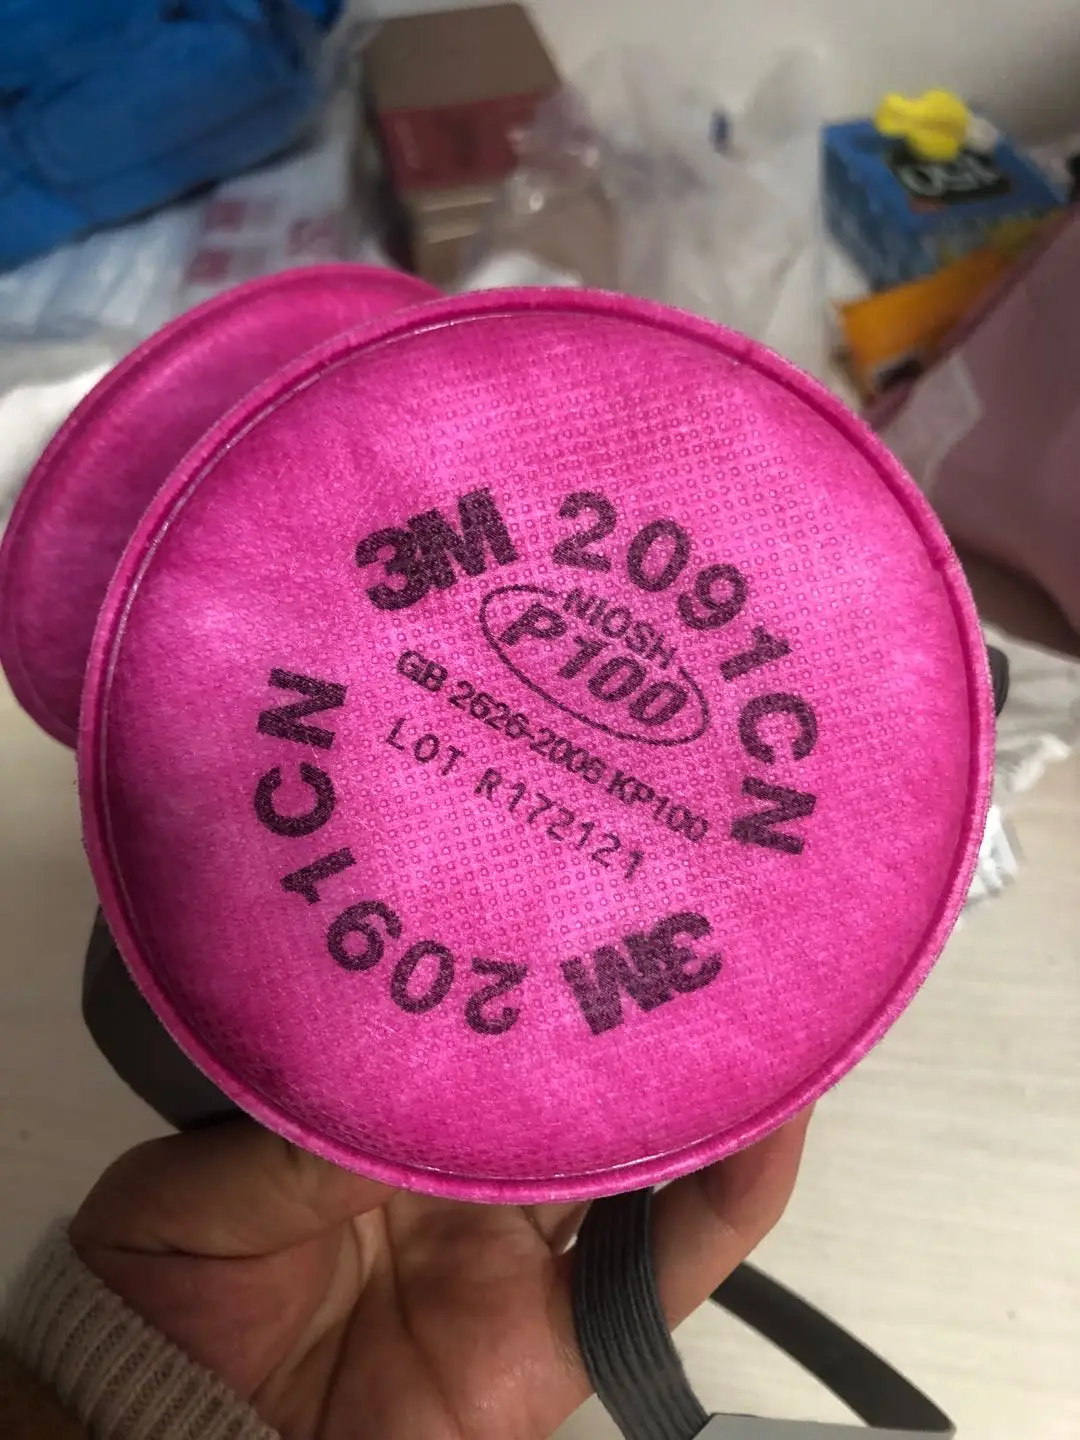 3M 2091CN
NIOSH
P100
GB 2626-2006 KP100
LOT R172121
3M 2091CN